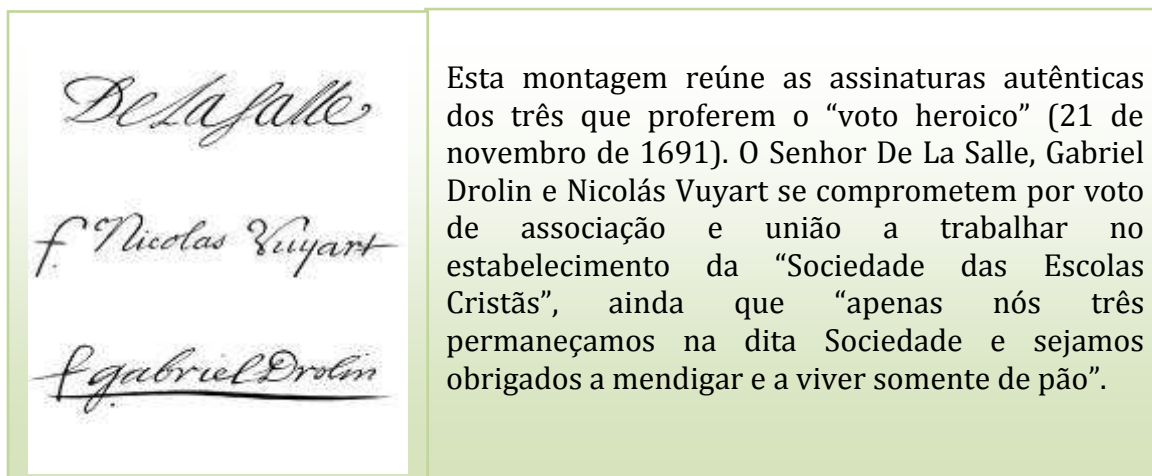 De La Salle
f. Nicolas Vuyart
f gabriel Drolin
Esta montagem reúne as assinaturas autênticas
dos três que proferem o “voto heroico” (21 de
novembro de 1691). O Senhor De La Salle, Gabriel
Drolin e Nicolás Vuyart se comprometem por voto
de associação e união a trabalhar no
estabelecimento da “Sociedade das Escolas
Cristãs”, ainda que “apenas nós três
permaneçamos na dita Sociedade e sejamos
obrigados a mendigar e a viver somente de pão”.